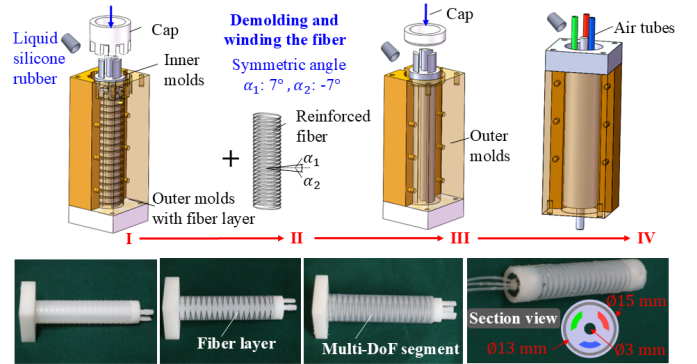 Liquid
silicone
rubber
Cap
Inner
molds
Outer molds
with fiber layer
Demolding and
winding the fiber
Symmetric angle
α₁: 7° , α₂: -7°
Reinforced
fiber
α₁
α₂
+
Cap
Outer
molds
Air tubes
I
II
III
IV
Fiber layer
Multi-DoF segment
Section view
Ø15 mm
Ø13 mm
Ø3 mm